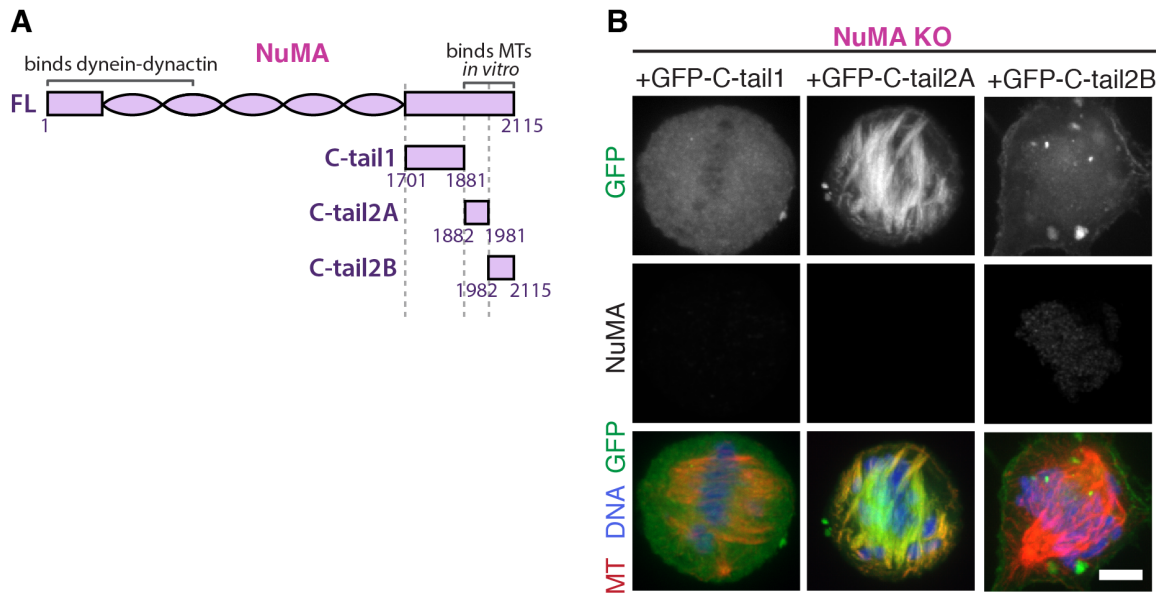 A
NuMA
binds dynein-dynactin
binds MTs
in vitro
FL
1
2115
C-tail1
1701 1881
C-tail2A
1882 1981
C-tail2B
1982 2115
B
NuMA KO
+GFP-C-tail1 +GFP-C-tail2A +GFP-C-tail2B
GFP
NuMA
MT DNA GFP